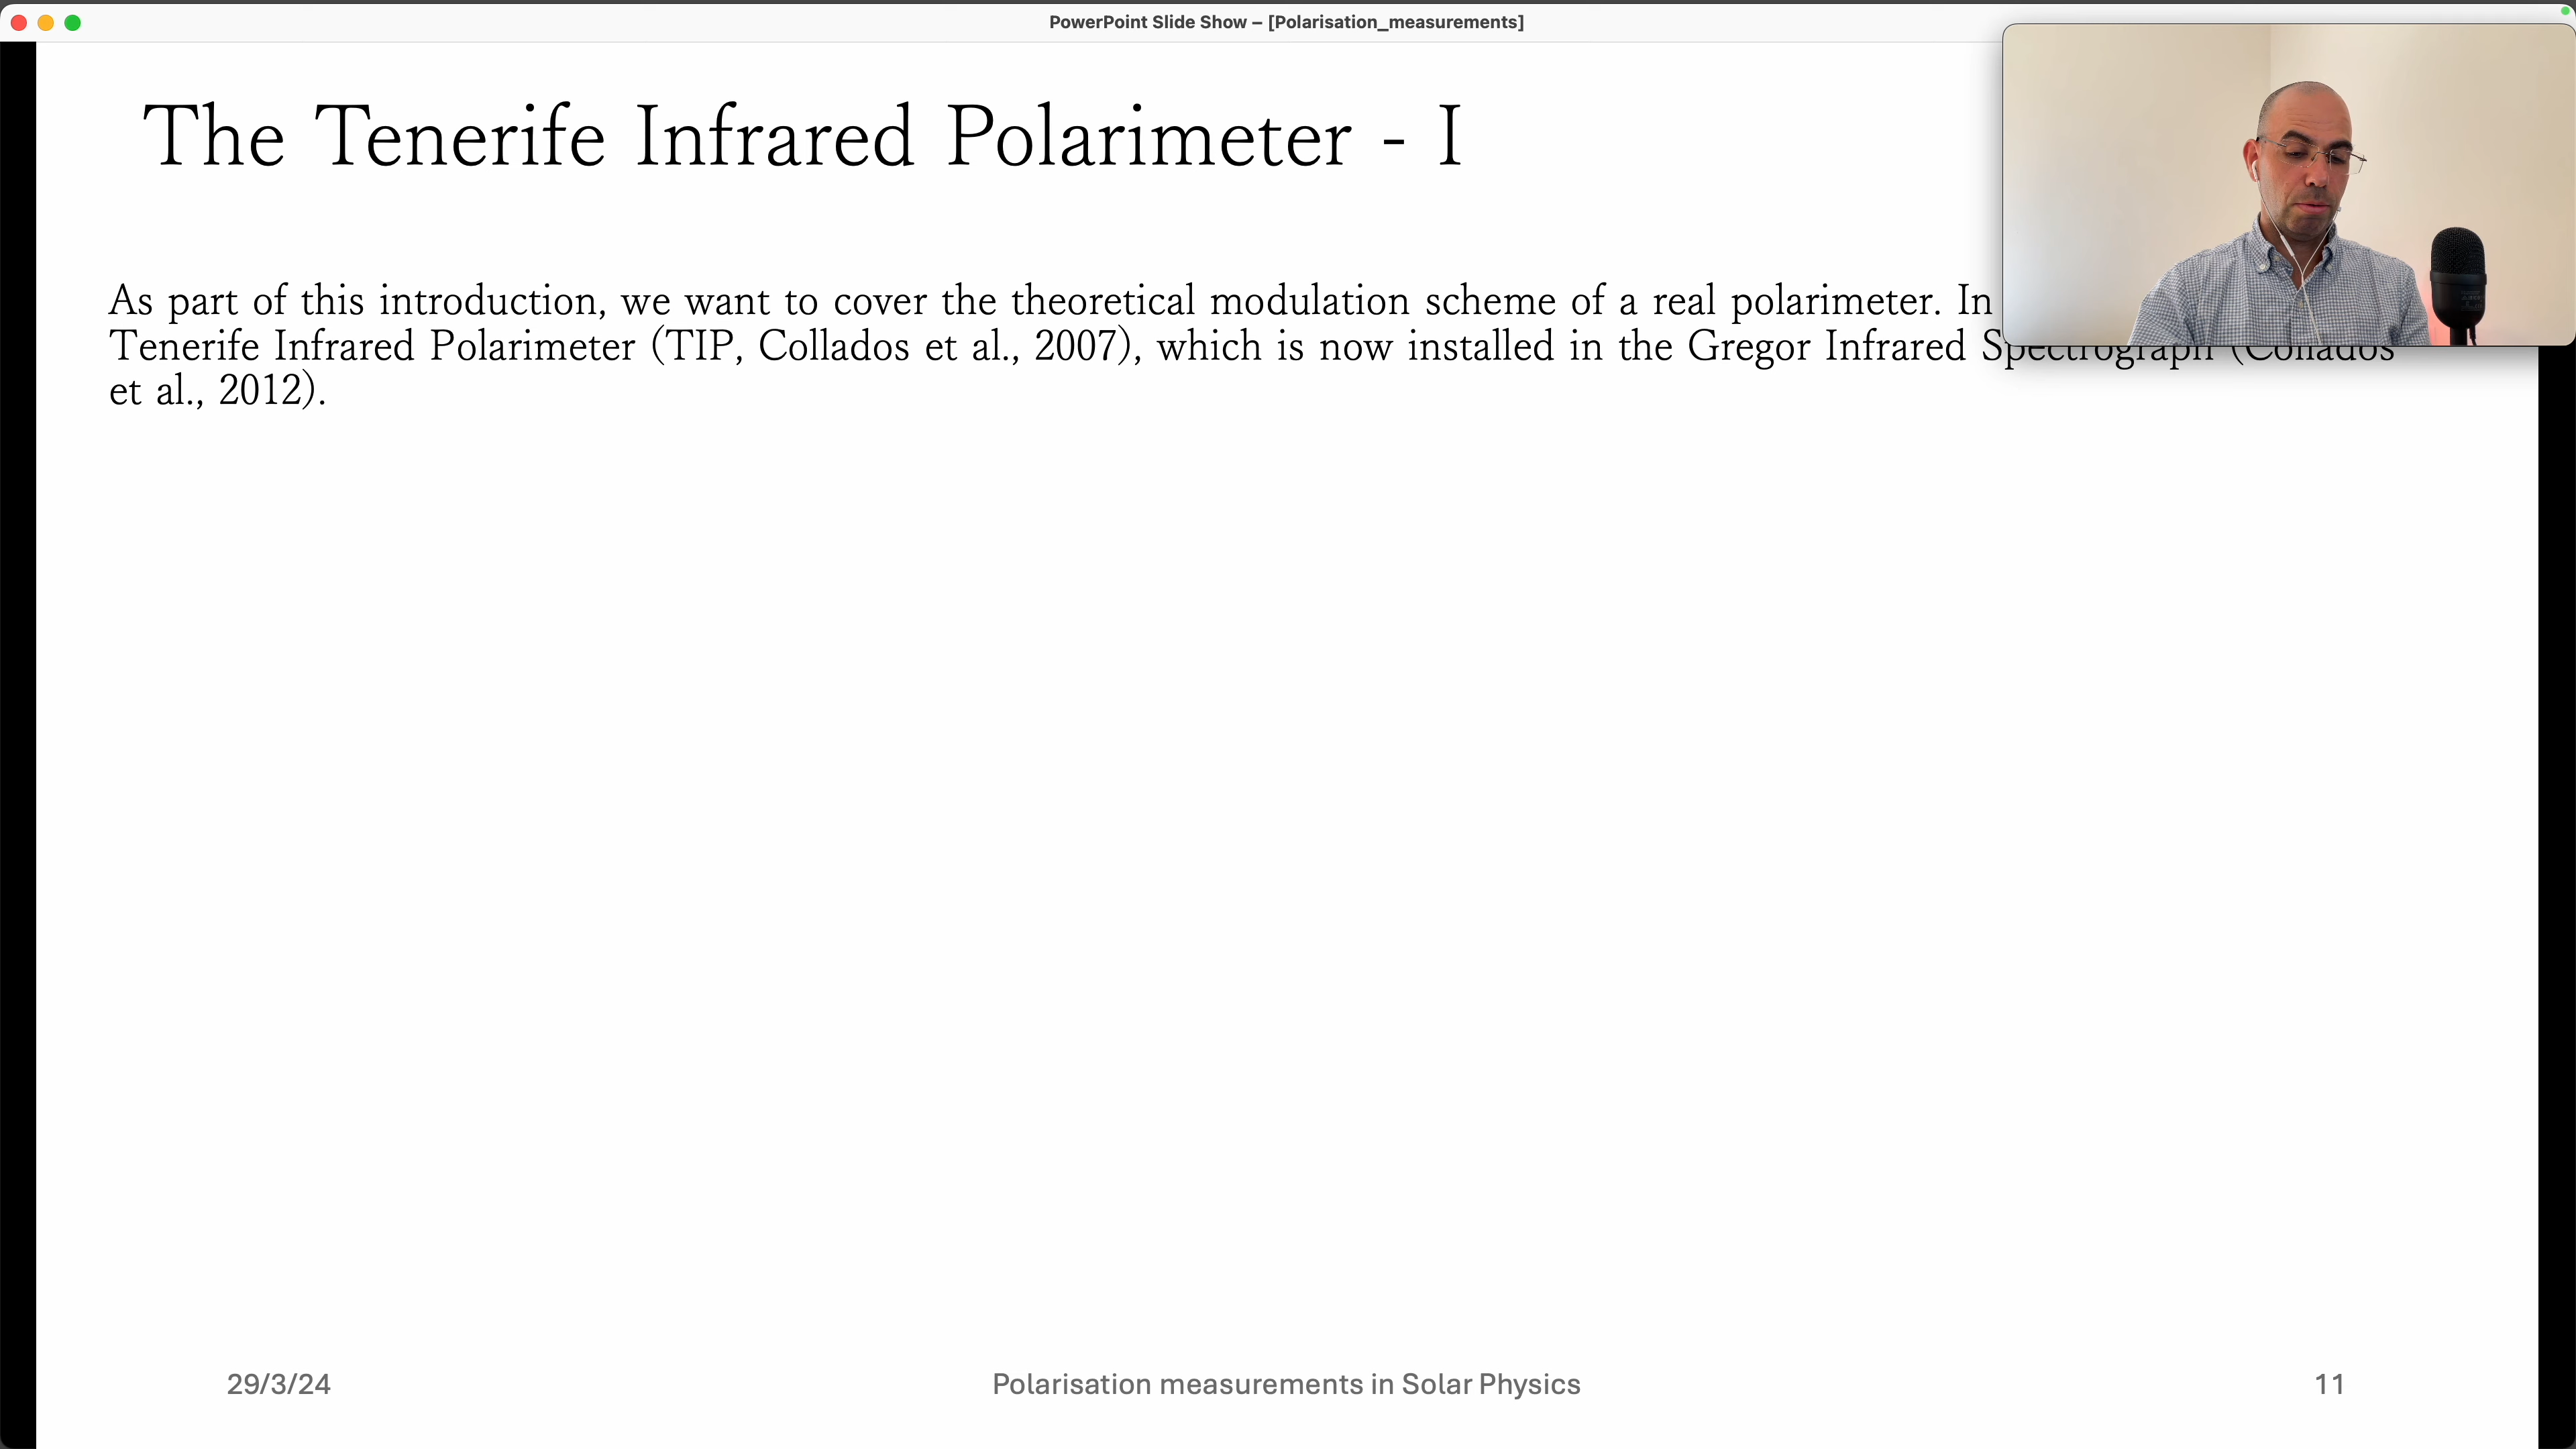 PowerPoint Slide Show – [Polarisation_measurements]
The Tenerife Infrared Polarimeter - I
As part of this introduction, we want to cover the theoretical modulation scheme of a real polarimeter. In
Tenerife Infrared Polarimeter (TIP, Collados et al., 2007), which is now installed in the Gregor Infrared Spectrograph (Collados
et al., 2012).
29/3/24
Polarisation measurements in Solar Physics
11